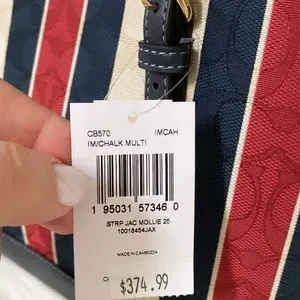 CB570 IMCAH
IM/CHALK MULTI
1 95031 57346 0
STRP JAC MOLLIE 25
10018454JAX
MADE IN CAMBODIA
$374.99